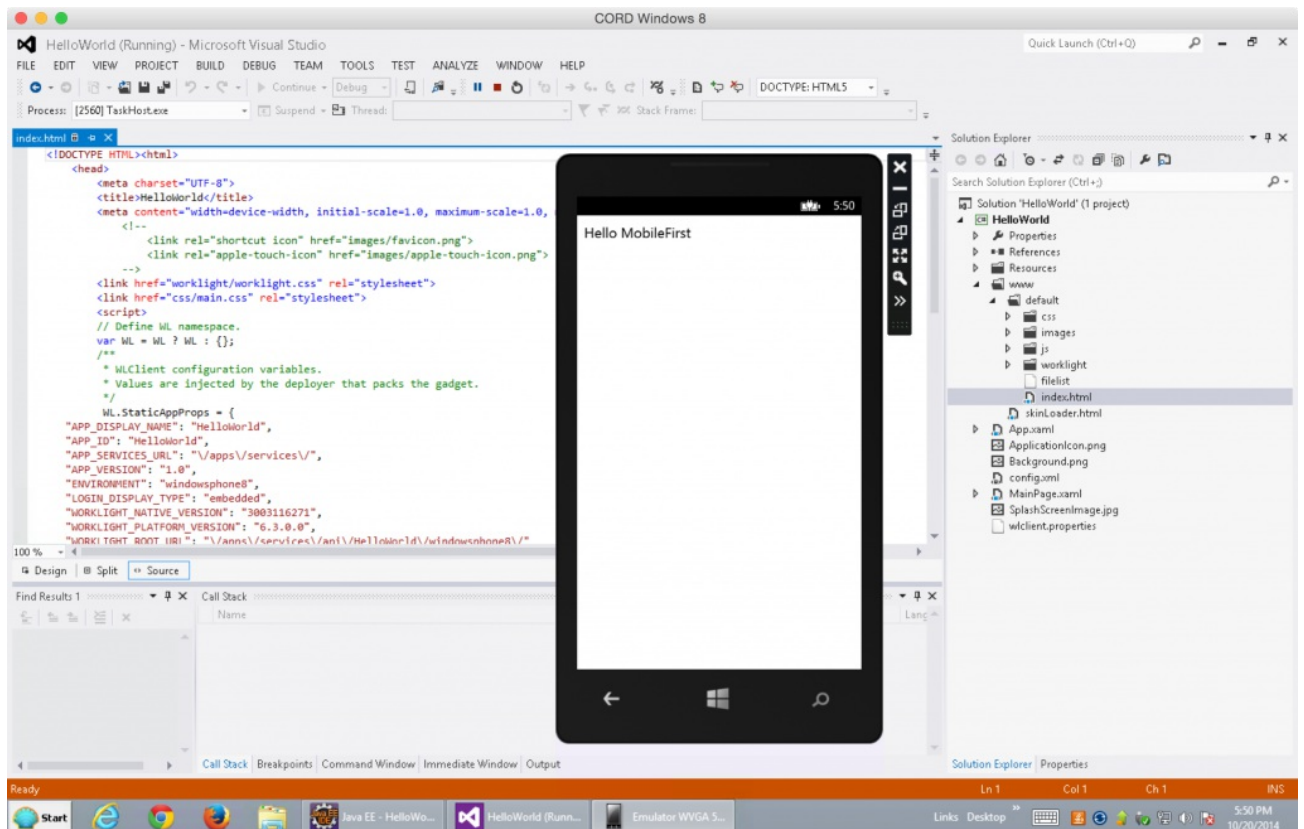 CORD Windows 8
HelloWorld (Running) - Microsoft Visual Studio
Quick Launch (Ctrl+Q)
FILE EDIT VIEW PROJECT BUILD DEBUG TEAM TOOLS TEST ANALYZE WINDOW HELP
Continue Debug DOCTYPE: HTML5
Process: [2560] TaskHost.exe Suspend Thread: Stack Frame:
index.html
<!DOCTYPE HTML><html>
<head>
<meta charset="UTF-8">
<title>HelloWorld</title>
<meta content="width=device-width, initial-scale=1.0, maximum-scale=1.0,
<!--
<link rel="shortcut icon" href="images/favicon.png">
<link rel="apple-touch-icon" href="images/apple-touch-icon.png">
-->
<link href="worklight/worklight.css" rel="stylesheet">
<link href="css/main.css" rel="stylesheet">
<script>
// Define WL namespace.
var WL = WL ? WL : {};
/**
* WLClient configuration variables.
* Values are injected by the deployer that packs the gadget.
*/
WL.StaticAppProps = {
"APP_DISPLAY_NAME": "HelloWorld",
"APP_ID": "HelloWorld",
"APP_SERVICES_URL": "\/apps\/services\/",
"APP_VERSION": "1.0",
"ENVIRONMENT": "windowsphone8",
"LOGIN_DISPLAY_TYPE": "embedded",
"WORKLIGHT_NATIVE_VERSION": "3003116271",
"WORKLIGHT_PLATFORM_VERSION": "6.3.0.0",
"WORKLIGHT_ROOT_URL": "\/apps\/services\/api\/HelloWorld\/windowsphone8\/"
100 %
Design Split Source
5:50
Hello MobileFirst
Solution Explorer
Search Solution Explorer (Ctrl+;)
Solution 'HelloWorld' (1 project)
HelloWorld
Properties
References
Resources
www
default
css
images
js
worklight
filelist
index.html
skinLoader.html
App.xaml
ApplicationIcon.png
Background.png
config.xml
MainPage.xaml
SplashScreenImage.jpg
wlclient.properties
Find Results 1
Call Stack
Name
Lang
Call Stack Breakpoints Command Window Immediate Window Output
Solution Explorer Properties
Ready Ln 1 Col 1 Ch 1 INS
Start Java EE - HelloWo... HelloWorld (Runn... Emulator WVGA 5... Links Desktop 5:50 PM
10/20/2014